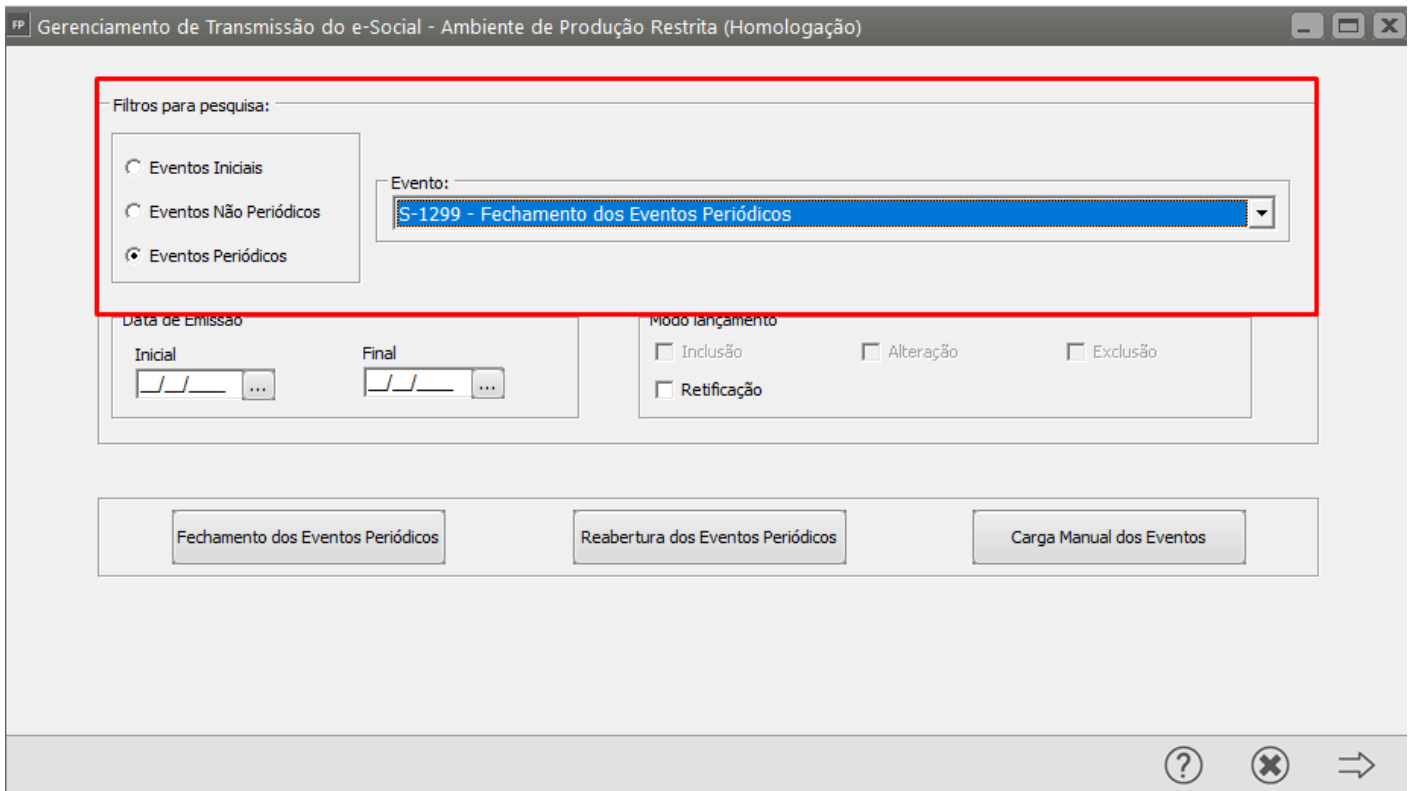 FP Gerenciamento de Transmissão do e-Social - Ambiente de Produção Restrita (Homologação)
Filtros para pesquisa:
Eventos Iniciais
Eventos Não Periódicos
Eventos Periódicos
Evento:
S-1299 - Fechamento dos Eventos Periódicos
Data de Emissão
Inicial
Final
__/__/____ ...
__/__/____ ...
Modo lançamento
Inclusão
Alteração
Exclusão
Retificação
Fechamento dos Eventos Periódicos
Reabertura dos Eventos Periódicos
Carga Manual dos Eventos
?